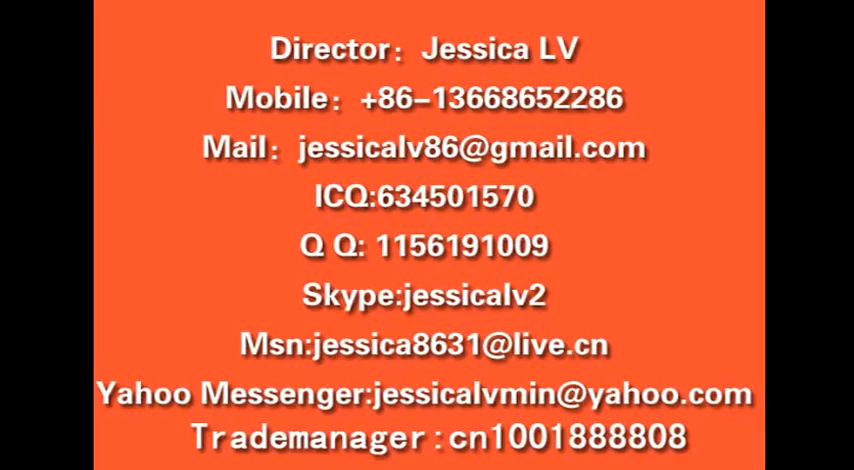 Director：Jessica LV
Mobile：+86-13668652286
Mail：jessicalv86@gmail.com
ICQ:634501570
Q Q: 1156191009
Skype:jessicalv2
Msn:jessica8631@live.cn
Yahoo Messenger:jessicalvmin@yahoo.com
Trademanager:cn1001888808